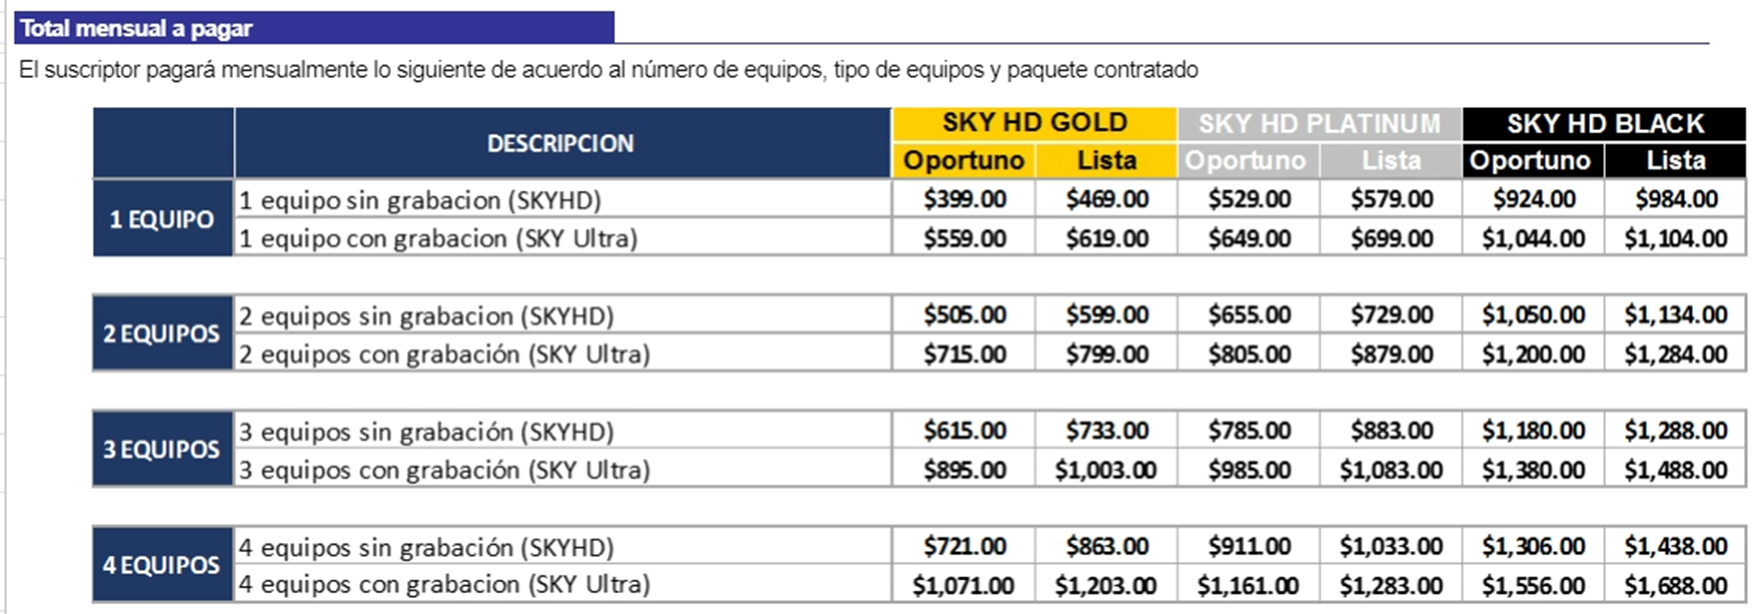 Total mensual a pagar
El suscriptor pagará mensualmente lo siguiente de acuerdo al número de equipos, tipo de equipos y paquete contratado
DESCRIPCION SKY HD GOLD SKY HD PLATINUM SKY HD BLACK
Oportuno Lista Oportuno Lista Oportuno Lista
1 EQUIPO
1 equipo sin grabacion (SKYHD) $399.00 $469.00 $529.00 $579.00 $924.00 $984.00
1 equipo con grabacion (SKY Ultra) $559.00 $619.00 $649.00 $699.00 $1,044.00 $1,104.00
2 EQUIPOS
2 equipos sin grabacion (SKYHD) $505.00 $599.00 $655.00 $729.00 $1,050.00 $1,134.00
2 equipos con grabación (SKY Ultra) $715.00 $799.00 $805.00 $879.00 $1,200.00 $1,284.00
3 EQUIPOS
3 equipos sin grabación (SKYHD) $615.00 $733.00 $785.00 $883.00 $1,180.00 $1,288.00
3 equipos con grabación (SKY Ultra) $895.00 $1,003.00 $985.00 $1,083.00 $1,380.00 $1,488.00
4 EQUIPOS
4 equipos sin grabación (SKYHD) $721.00 $863.00 $911.00 $1,033.00 $1,306.00 $1,438.00
4 equipos con grabacion (SKY Ultra) $1,071.00 $1,203.00 $1,161.00 $1,283.00 $1,556.00 $1,688.00